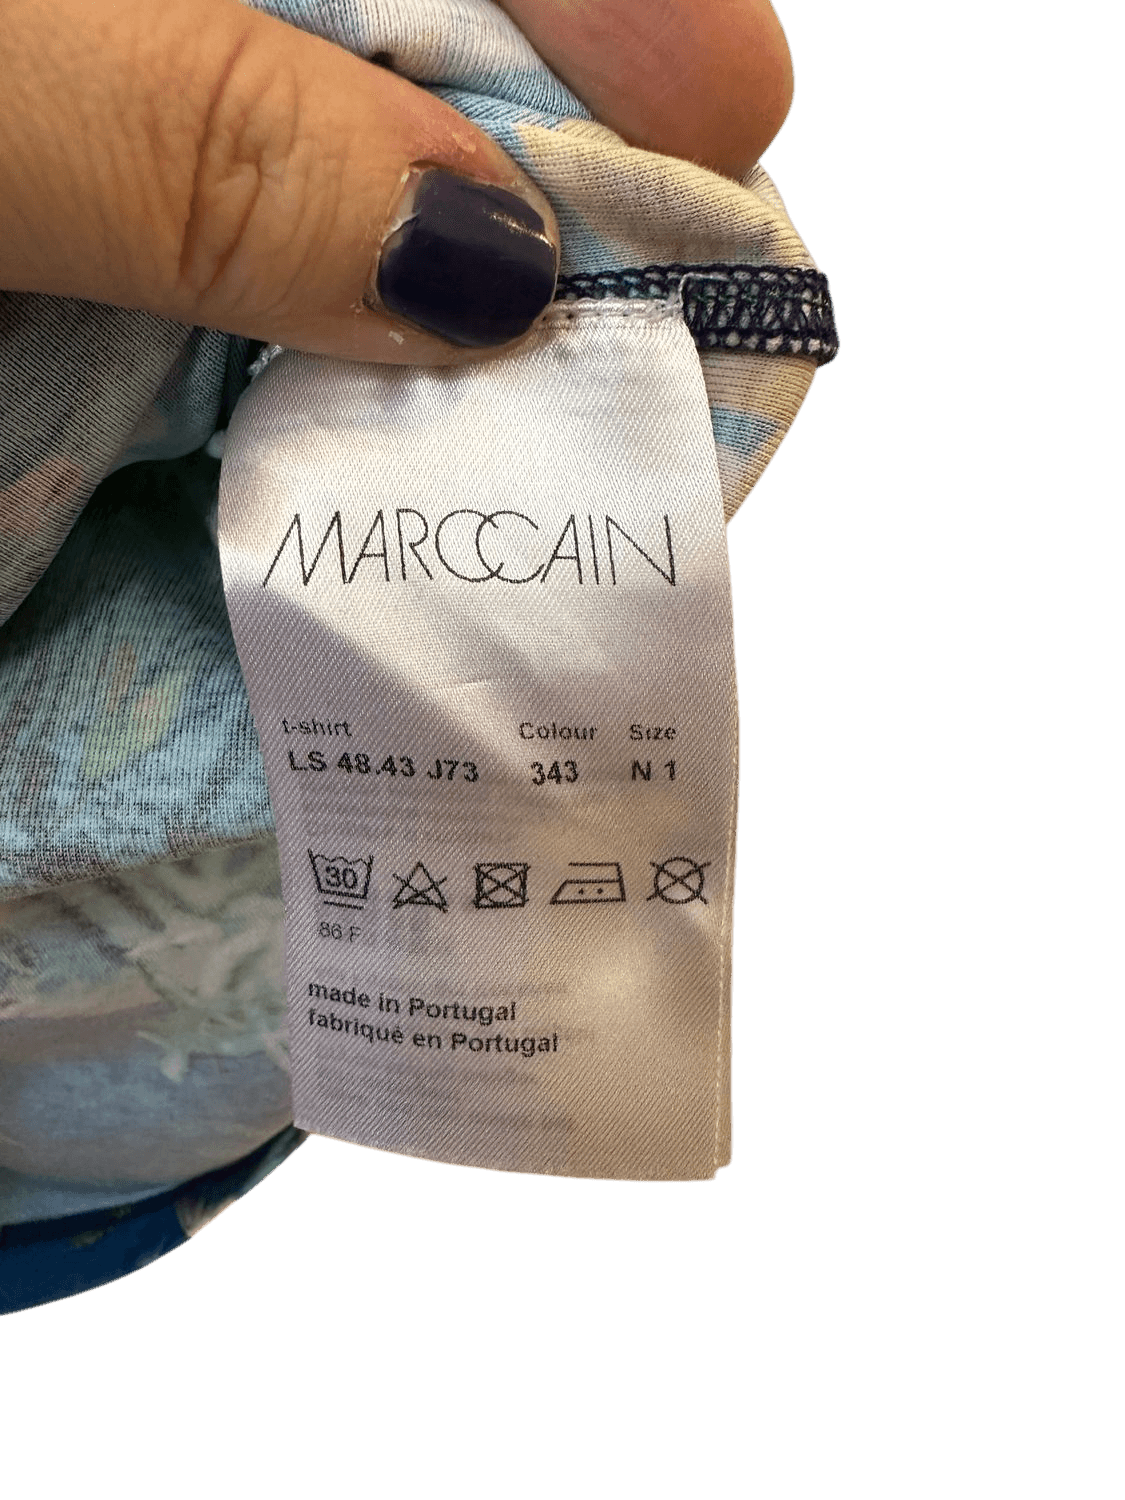 MARCCAIN
t-shirt Colour Size
LS 48.43 J73 343 N 1
30
86 F
made in Portugal
fabriqué en Portugal